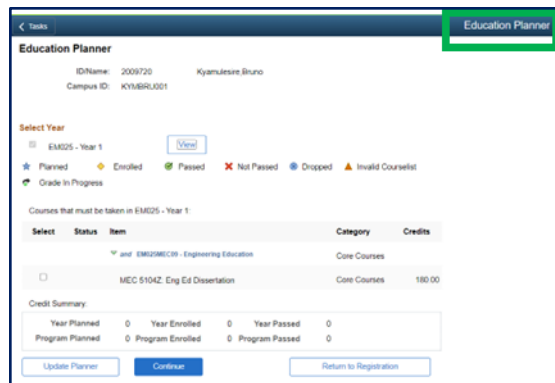 Tasks
Education Planner
Education Planner
ID/Name: 2009720 Kyamulesire,Bruno
Campus ID: KYMBRU001
Select Year
EM025 - Year 1 View
Planned Enrolled Passed Not Passed Dropped Invalid Courselist
Grade In Progress
Courses that must be taken in EM025 - Year 1:
Select Status Item Category Credits
and EM025MEC09 - Engineering Education Core Courses
MEC 5104Z: Eng Ed Dissertation Core Courses 180.00
Credit Summary:
Year Planned 0 Year Enrolled 0 Year Passed 0
Program Planned 0 Program Enrolled 0 Program Passed 0
Update Planner Continue Return to Registration